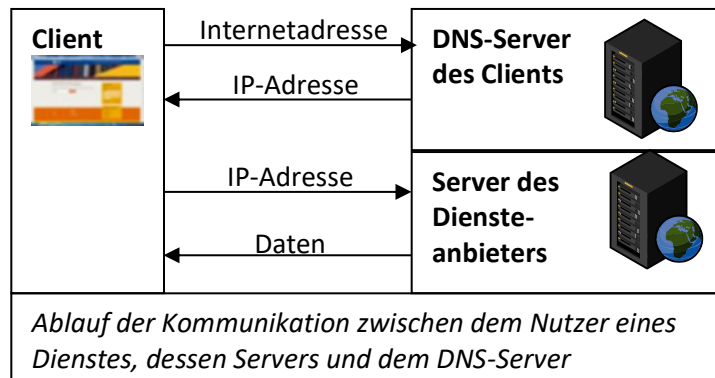 Client
Internetadresse
DNS-Server
des Clients
IP-Adresse
IP-Adresse
Server des
Dienste-
anbieters
Daten
Ablauf der Kommunikation zwischen dem Nutzer eines
Dienstes, dessen Servers und dem DNS-Server